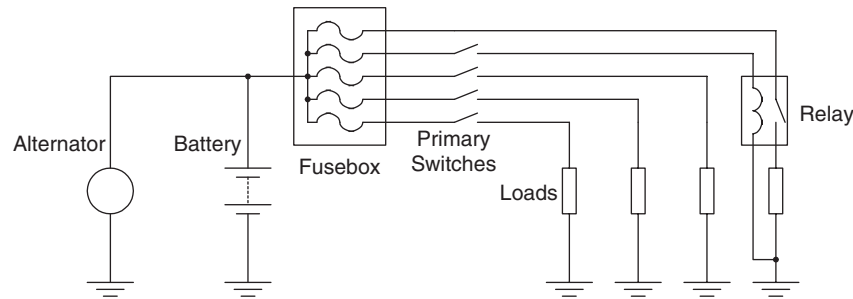 Alternator
Battery
Fusebox
Primary
Switches
Loads
Relay